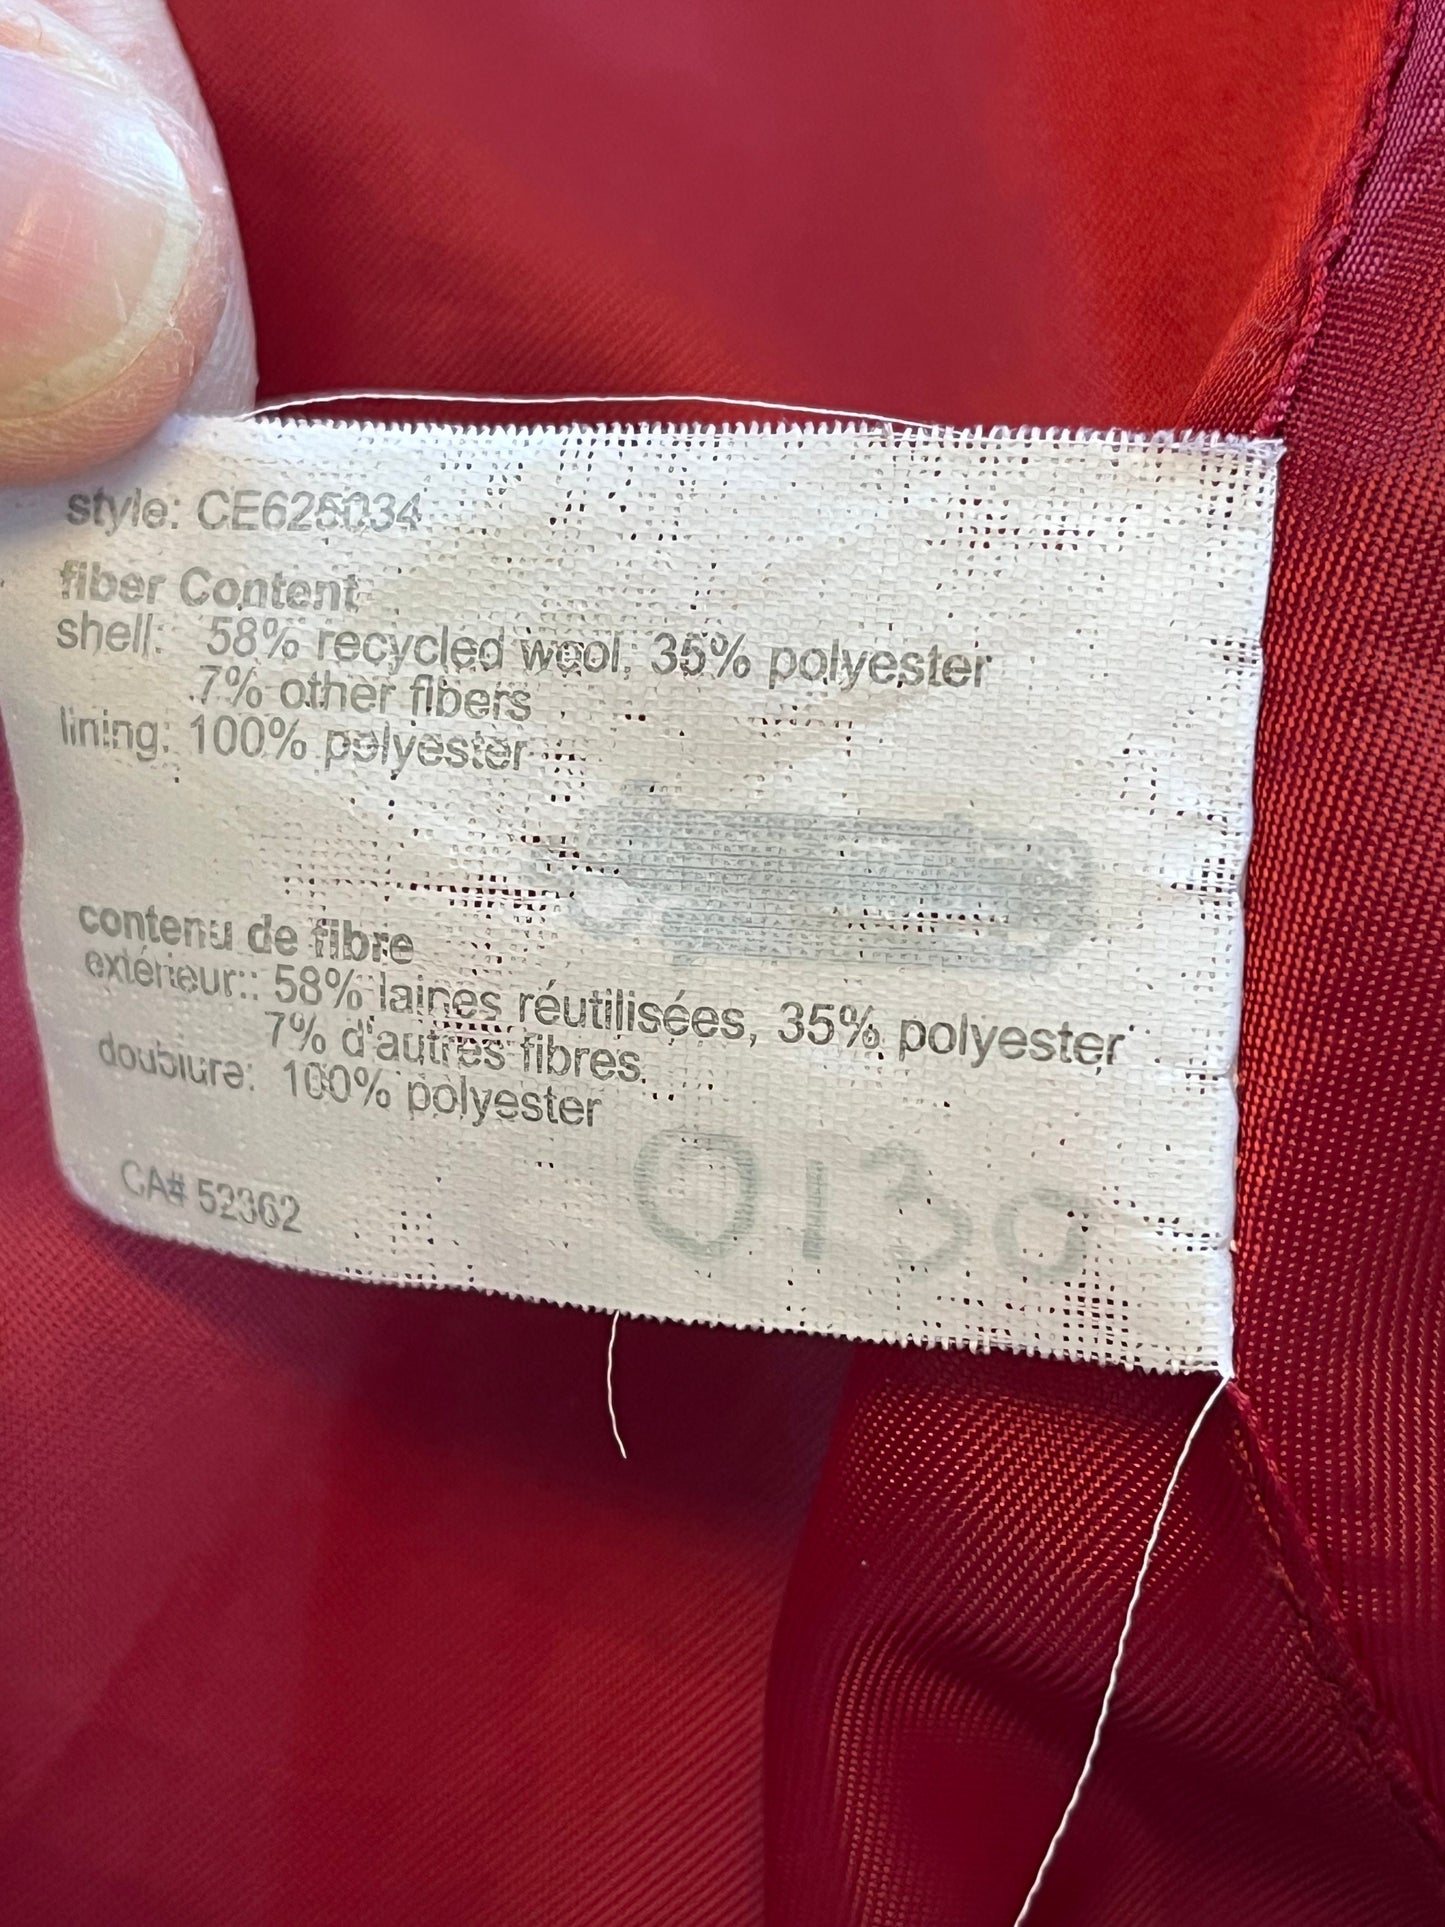 style: CE625034
fiber Content
shell: 58% recycled wool, 35% polyester
7% other fibers
lining: 100% polyester
contenu de fibre
extérieur:: 58% laines réutilisées, 35% polyester
7% d'autres fibres
doublure: 100% polyester
CA# 52362